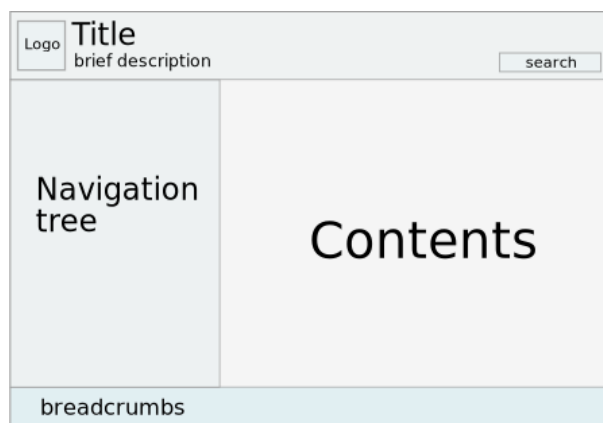 Logo
Title
brief description
search
Navigation
tree
Contents
breadcrumbs